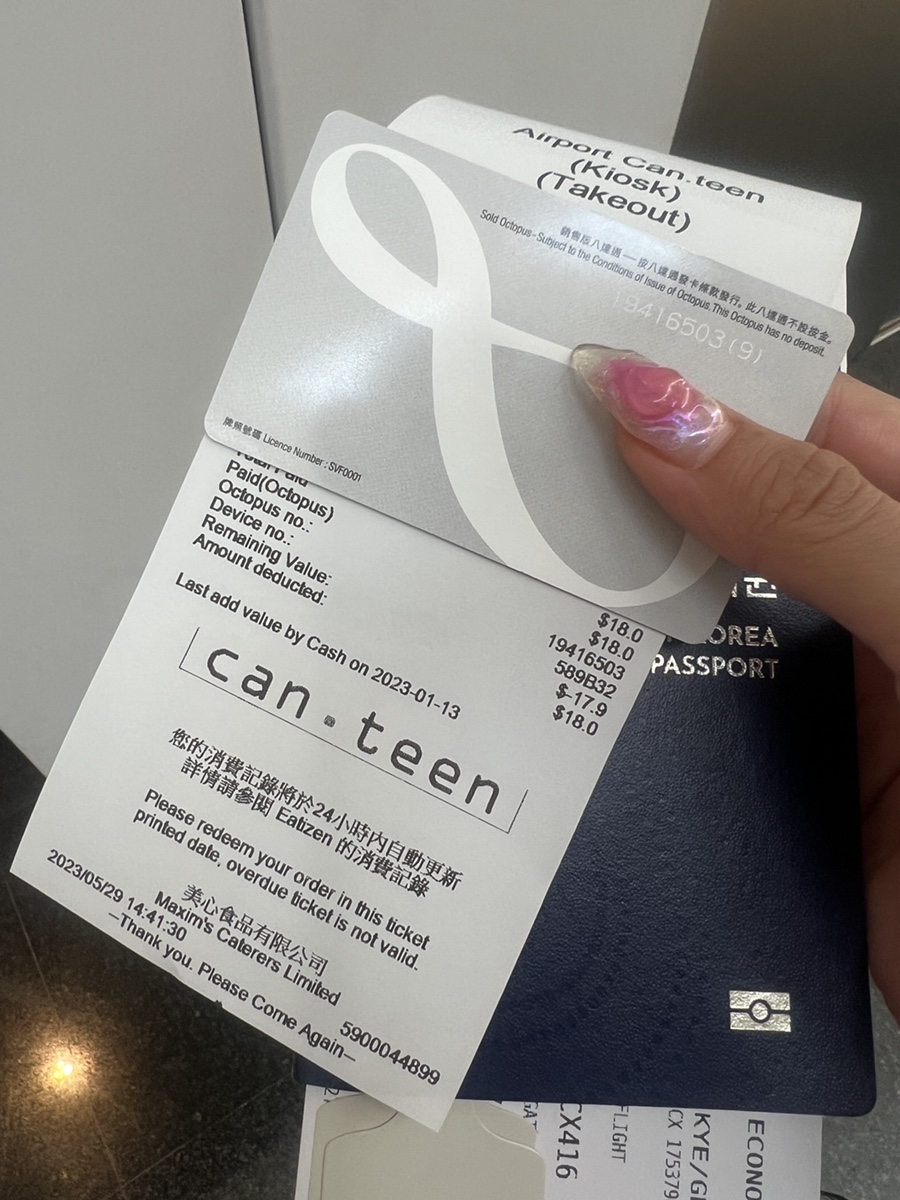 Airport Can.teen
(Kiosk)
(Takeout)
銷售版八達通 — 按八達通發卡條款發行。此八達通不設按金。
Sold Octopus - Subject to the Conditions of Issue of Octopus. This Octopus has no deposit.
19416503(9)
牌照號碼 Licence Number : SVF0001
Total Paid
Paid(Octopus) $18.0
Octopus no.: $18.0
Device no.: 19416503
Remaining Value: 589B32
Amount deducted: $-17.9
$18.0
Last add value by Cash on 2023-01-13
can.teen
您的消費記錄將於24小時內自動更新
詳情請參閱 Eatizen 的消費記錄
Please redeem your order in this ticket
printed date, overdue ticket is not valid.
美心食品有限公司
Maxim's Caterers Limited
2023/05/29 14:41:30
5900044899
—Thank you. Please Come Again—
OREA
PASSPORT
ECONO
KYE/G
CX 175379
FLIGHT
CX416
GAT